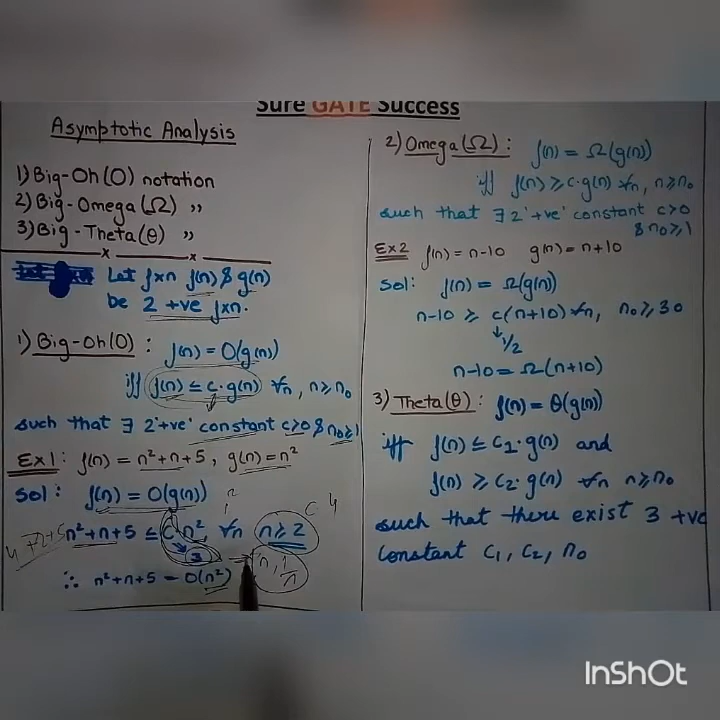 Sure GATE Success
Asymptotic Analysis
1) Big-Oh(O) notation
2) Big-Omega(Ω) ,,
3) Big-Theta(θ) ,,
x x
Let fxn f(n) & g(n)
be 2 +ve fxn.
1) Big-Oh(O) : f(n) = O(g(n))
iff f(n) ≤ c·g(n) ∀n, n≥n₀
such that ∃ 2 '+ve' constant c>0 & n₀≥1
Ex1 : f(n) = n²+n+5, g(n)=n²
Sol : f(n) = O(g(n))
n²+n+5 ≤ c·n² ∀n n≥2
3
∴ n²+n+5 = O(n²)
2) Omega(Ω) : f(n) = Ω(g(n))
iff f(n) ≥ c·g(n) ∀n, n≥n₀
such that ∃ 2 '+ve' constant c>0
& n₀≥1
Ex2 f(n) = n-10 g(n) = n+10
Sol : f(n) = Ω(g(n))
n-10 ≥ c(n+10) ∀n, n₀≥30
1/2
n-10 = Ω(n+10)
3) Theta(θ) : f(n) = θ(g(n))
iff f(n) ≤ c₁·g(n) and
f(n) ≥ c₂·g(n) ∀n n≥n₀
such that there exist 3 +ve
constant c₁, c₂, n₀
InShOt